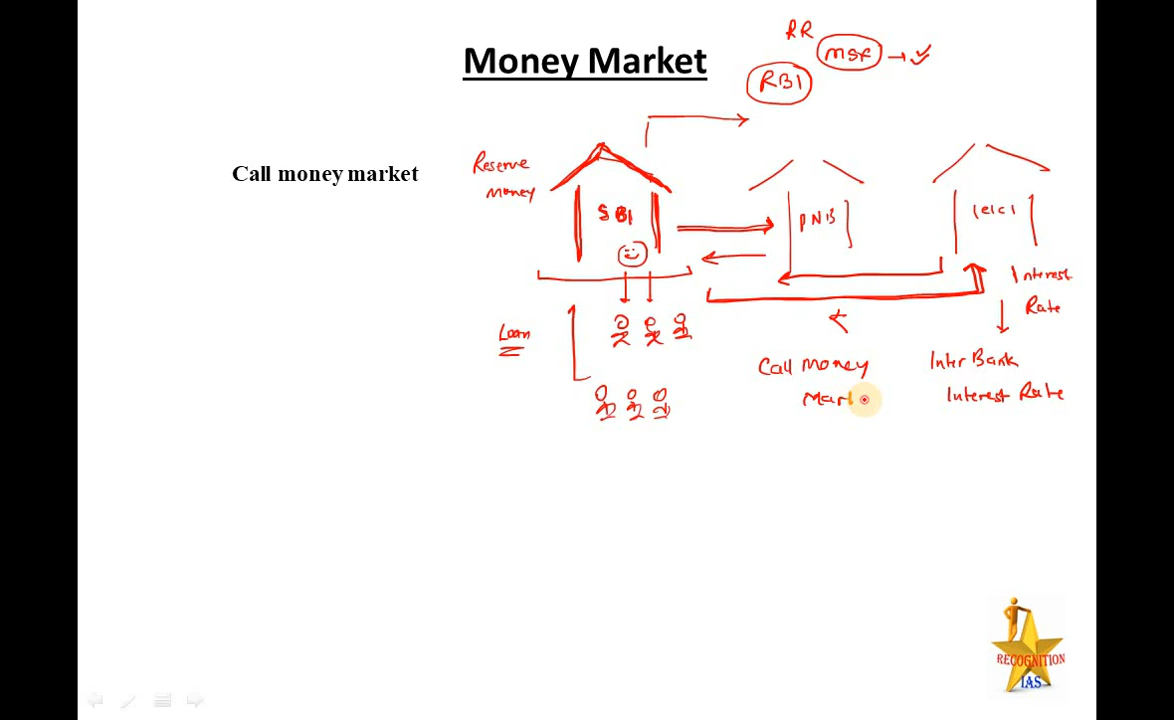 Money Market
RR
MSF
RBI
Call money market
Reserve
Money
SBI
PNB
ICICI
Interest
Rate
Loan
Call Money
Mar
Inter Bank
Interest Rate
RECOGNITION
IAS